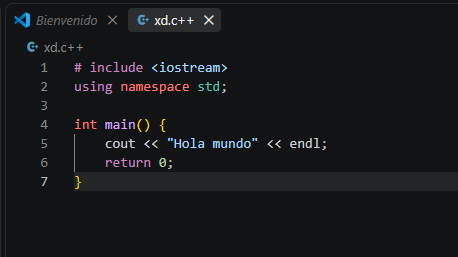 Bienvenido xd.c++
xd.c++
1 # include <iostream>
2 using namespace std;
3
4 int main() {
5 cout << "Hola mundo" << endl;
6 return 0;
7 }